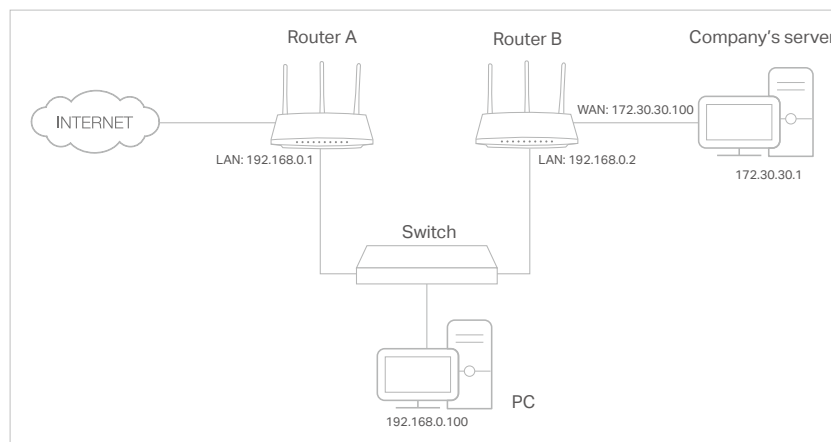 Router A
Router B
Company's server
INTERNET
WAN: 172.30.30.100
LAN: 192.168.0.1
LAN: 192.168.0.2
172.30.30.1
Switch
PC
192.168.0.100